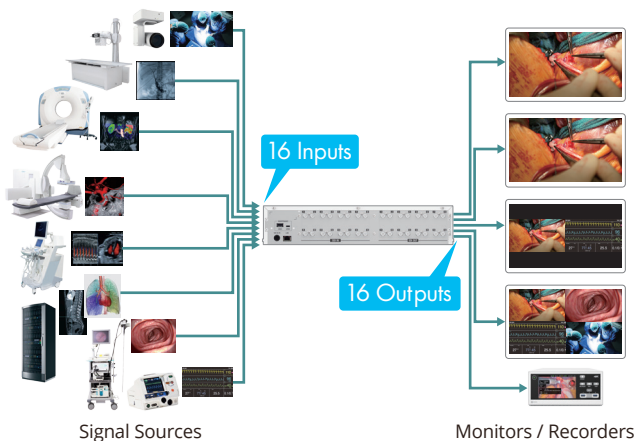 16 Inputs
16 Outputs
Signal Sources
Monitors / Recorders